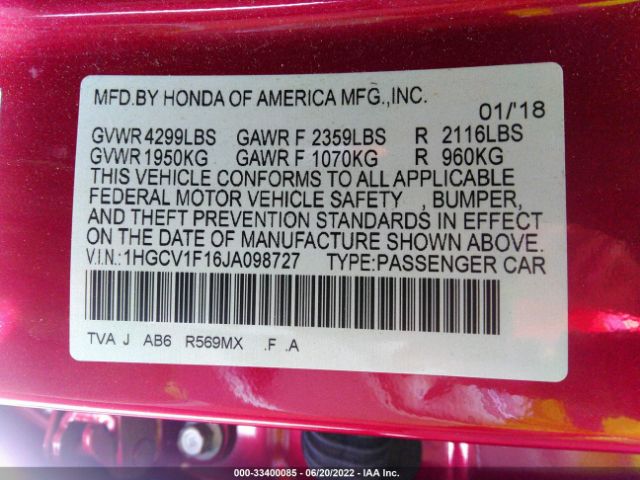 MFD.BY HONDA OF AMERICA MFG.,INC.
01/'18
GVWR 4299LBS GAWR F 2359LBS R 2116LBS
GVWR 1950KG GAWR F 1070KG R 960KG
THIS VEHICLE CONFORMS TO ALL APPLICABLE
FEDERAL MOTOR VEHICLE SAFETY , BUMPER,
AND THEFT PREVENTION STANDARDS IN EFFECT
ON THE DATE OF MANUFACTURE SHOWN ABOVE.
V.I.N.:1HGCV1F16JA098727 TYPE:PASSENGER CAR
TVA J AB6 R569MX .F .A
000-33400085 - 06/20/2022 - IAA Inc.